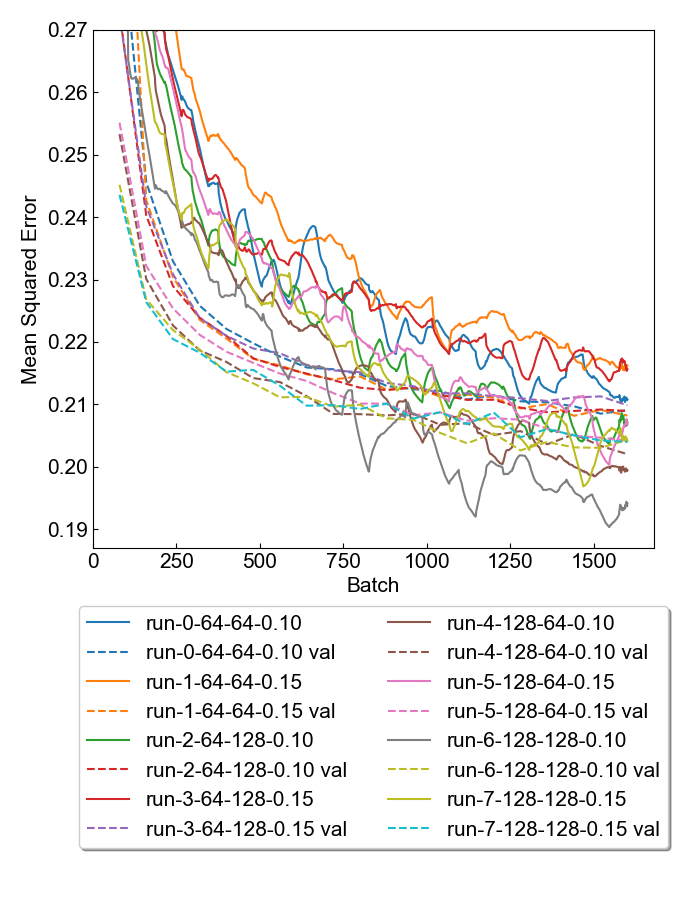 0.27
0.26
0.25
0.24
0.23
0.22
0.21
0.20
0.19
Mean Squared Error
0 250 500 750 1000 1250 1500
Batch
run-0-64-64-0.10
run-0-64-64-0.10 val
run-1-64-64-0.15
run-1-64-64-0.15 val
run-2-64-128-0.10
run-2-64-128-0.10 val
run-3-64-128-0.15
run-3-64-128-0.15 val
run-4-128-64-0.10
run-4-128-64-0.10 val
run-5-128-64-0.15
run-5-128-64-0.15 val
run-6-128-128-0.10
run-6-128-128-0.10 val
run-7-128-128-0.15
run-7-128-128-0.15 val